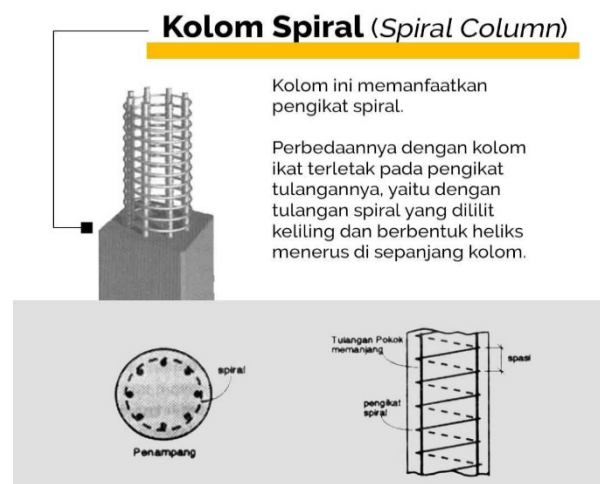 Kolom Spiral (Spiral Column)
Kolom ini memanfaatkan
pengikat spiral.
Perbedaannya dengan kolom
ikat terletak pada pengikat
tulangannya, yaitu dengan
tulangan spiral yang dililit
keliling dan berbentuk heliks
menerus di sepanjang kolom.
spiral
Penampang
Tulangan Pokok
memanjang
spasi
pengikat
spiral